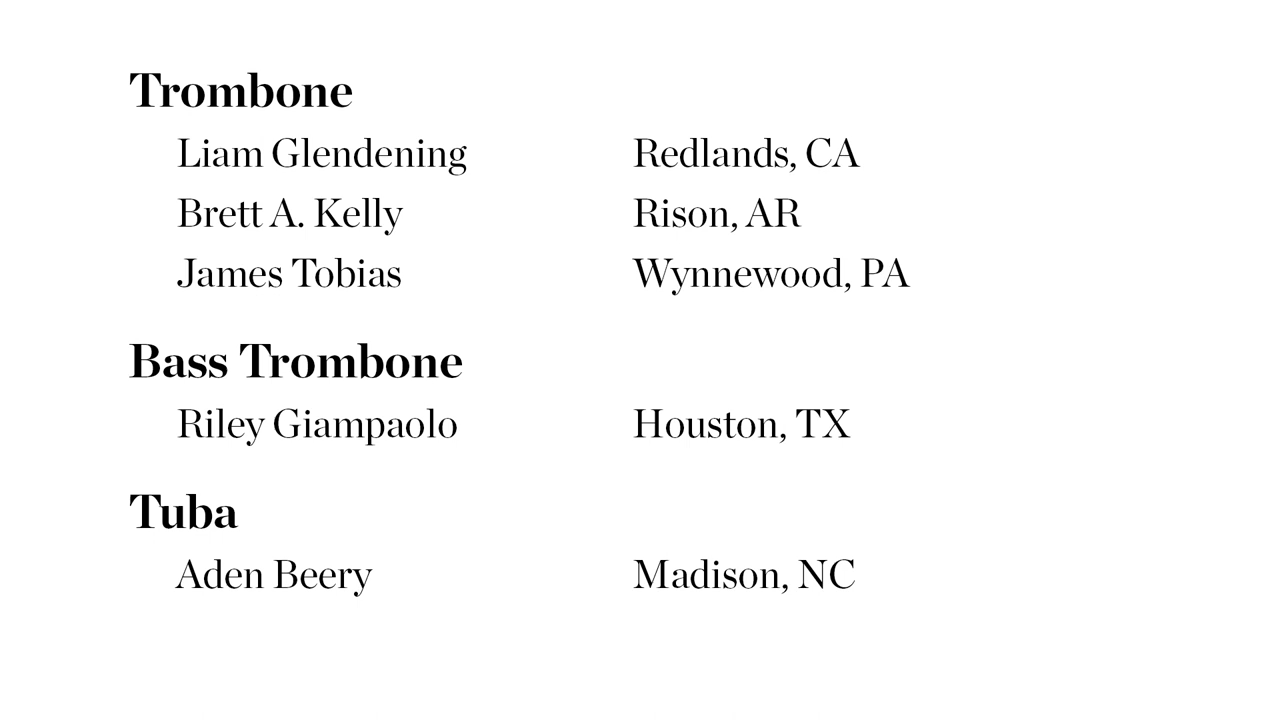 Trombone
Liam Glendening Redlands, CA
Brett A. Kelly Rison, AR
James Tobias Wynnewood, PA
Bass Trombone
Riley Giampaolo Houston, TX
Tuba
Aden Beery Madison, NC